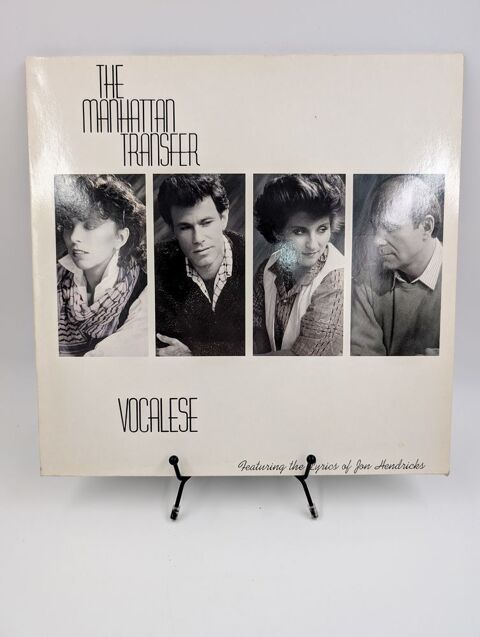 THE
MANHATTAN
TRANSFER
VOCALESE
Featuring the Lyrics of Jon Hendricks